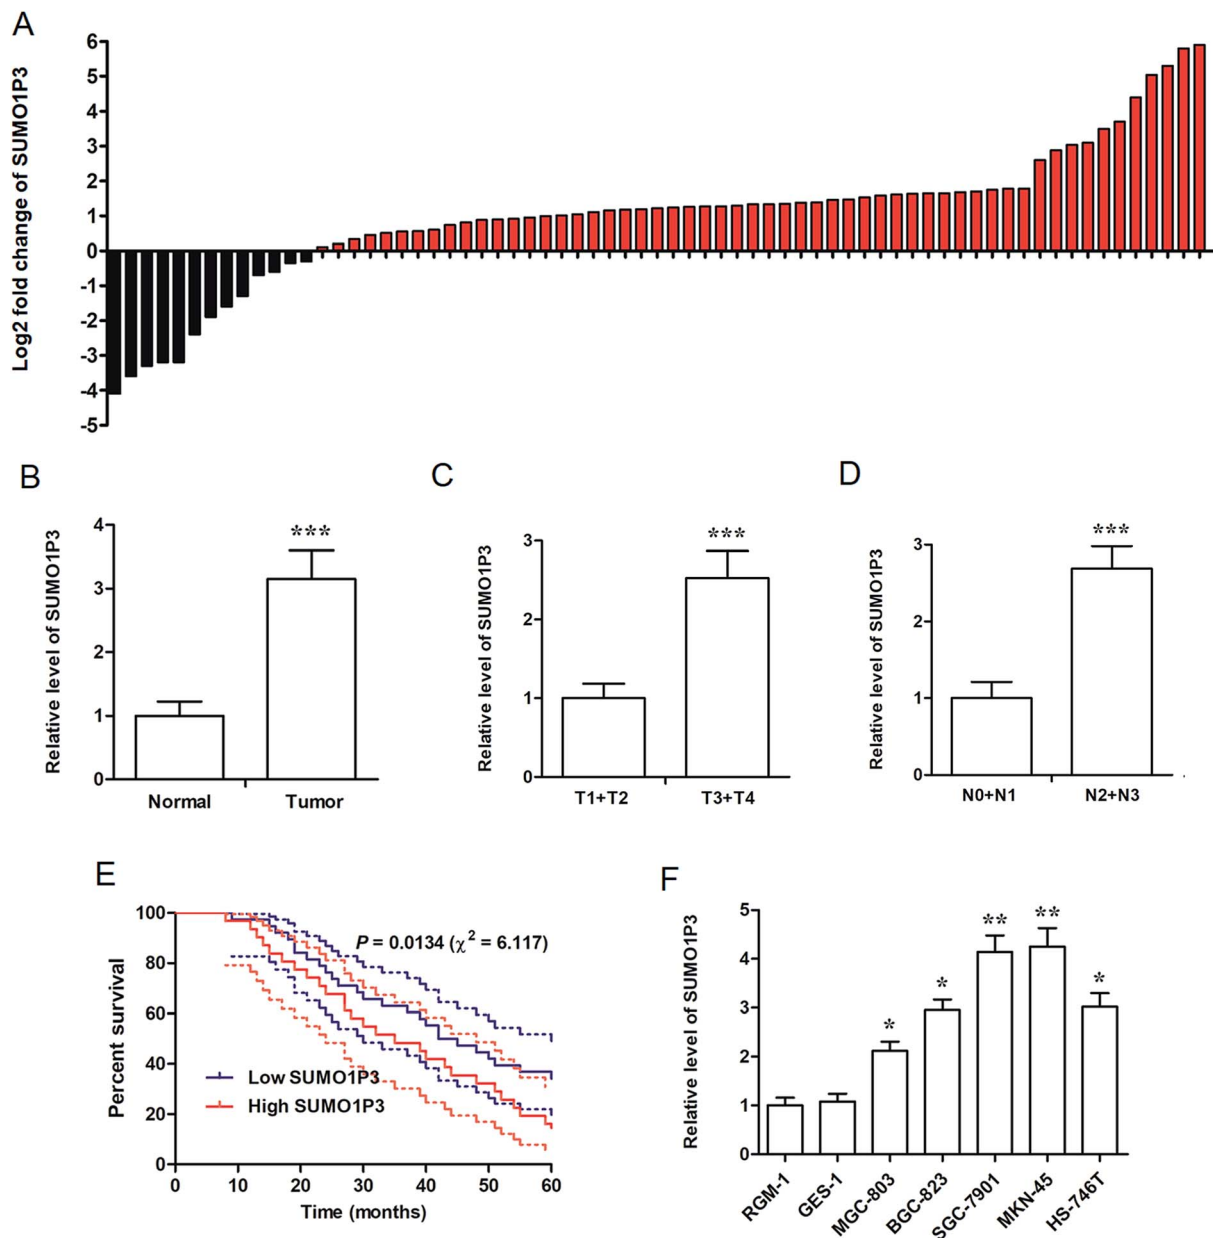 A
Log2 fold change of SUMO1P3
6
5
4
3
2
1
0
-1
-2
-3
-4
-5
B
Relative level of SUMO1P3
4
3
2
1
0
***
Normal
Tumor
C
Relative level of SUMO1P3
3
2
1
0
***
T1+T2
T3+T4
D
Relative level of SUMO1P3
3
2
1
0
***
N0+N1
N2+N3
E
Percent survival
100
80
60
40
20
0
P = 0.0134 (χ² = 6.117)
Low SUMO1P3
High SUMO1P3
0
10
20
30
40
50
60
Time (months)
F
Relative level of SUMO1P3
5
4
3
2
1
0
*
*
**
**
*
RGM-1
GES-1
MGC-803
BGC-823
SGC-7901
MKN-45
HS-746T